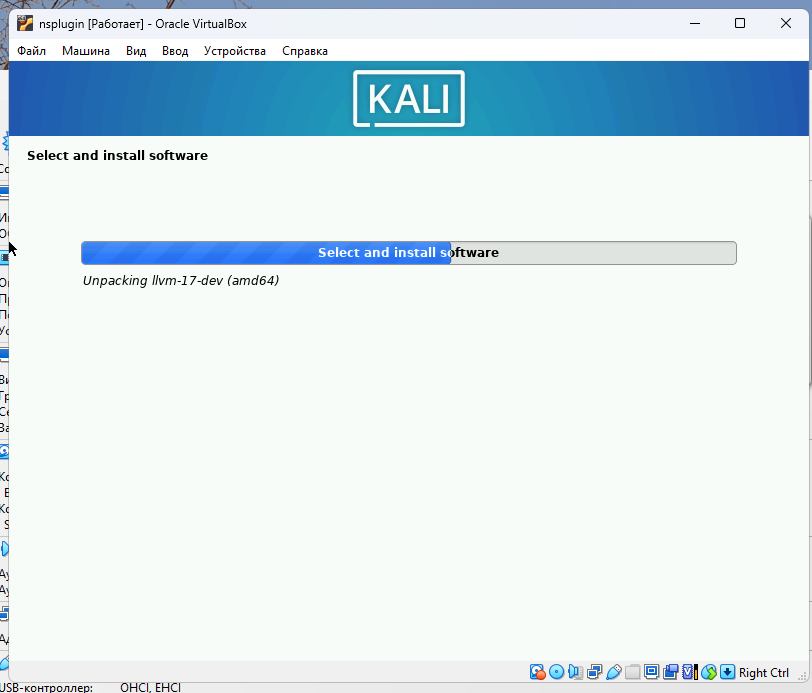 nsplugin [Работает] - Oracle VirtualBox
Файл Машина Вид Ввод Устройства Справка
KALI
Select and install software
Select and install software
Unpacking llvm-17-dev (amd64)
Right Ctrl
USB-контроллер: OHCI, EHCI